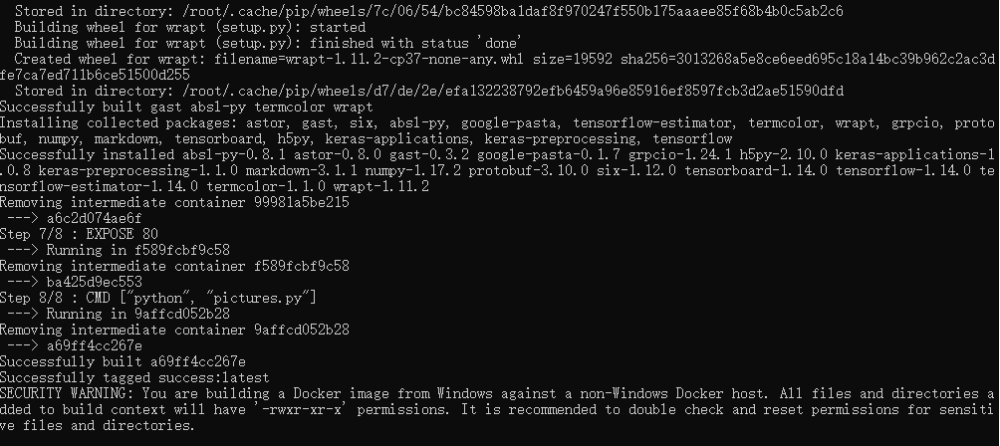 Stored in directory: /root/.cache/pip/wheels/7c/06/54/bc84598ba1daf8f970247f550b175aaaee85f68b4b0c5ab2c6
Building wheel for wrapt (setup.py): started
Building wheel for wrapt (setup.py): finished with status 'done'
Created wheel for wrapt: filename=wrapt-1.11.2-cp37-none-any.whl size=19592 sha256=3013268a5e8ce6eed695c18a14bc39b962c2ac3d
fe7ca7ed711b6ce51500d255
Stored in directory: /root/.cache/pip/wheels/d7/de/2e/efa132238792efb6459a96e85916ef8597fcb3d2ae51590dfd
Successfully built gast absl-py termcolor wrapt
Installing collected packages: astor, gast, six, absl-py, google-pasta, tensorflow-estimator, termcolor, wrapt, grpcio, proto
buf, numpy, markdown, tensorboard, h5py, keras-applications, keras-preprocessing, tensorflow
Successfully installed absl-py-0.8.1 astor-0.8.0 gast-0.3.2 google-pasta-0.1.7 grpcio-1.24.1 h5py-2.10.0 keras-applications-1
.0.8 keras-preprocessing-1.1.0 markdown-3.1.1 numpy-1.17.2 protobuf-3.10.0 six-1.12.0 tensorboard-1.14.0 tensorflow-1.14.0 te
nsorflow-estimator-1.14.0 termcolor-1.1.0 wrapt-1.11.2
Removing intermediate container 99981a5be215
---> a6c2d074ae6f
Step 7/8 : EXPOSE 80
---> Running in f589fcbf9c58
Removing intermediate container f589fcbf9c58
---> ba425d9ec553
Step 8/8 : CMD ["python", "pictures.py"]
---> Running in 9affcd052b28
Removing intermediate container 9affcd052b28
---> a69ff4cc267e
Successfully built a69ff4cc267e
Successfully tagged success:latest
SECURITY WARNING: You are building a Docker image from Windows against a non-Windows Docker host. All files and directories a
dded to build context will have '-rwxr-xr-x' permissions. It is recommended to double check and reset permissions for sensiti
ve files and directories.